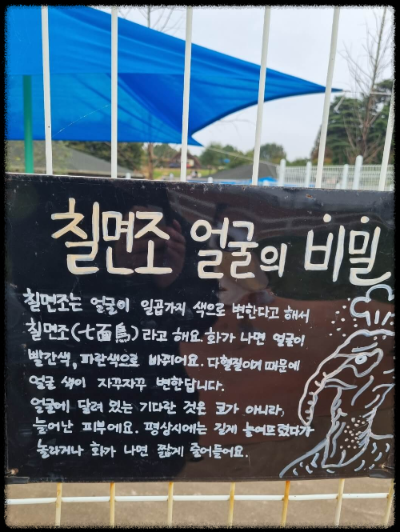 칠면조 얼굴의 비밀
칠면조는 얼굴이 일곱가지 색으로 변한다고 해서
칠면조(七面鳥)라고 해요. 화가 나면 얼굴이
빨간색, 파란색으로 바뀌어요. 다혈질이기 때문에
얼굴 색이 자꾸자꾸 변한답니다.
얼굴에 달려 있는 기다란 것은 코가 아니라,
늘어난 피부에요. 평상시에는 길게 늘어뜨렸다가
놀라거나 화가 나면 짧게 줄어들어요.